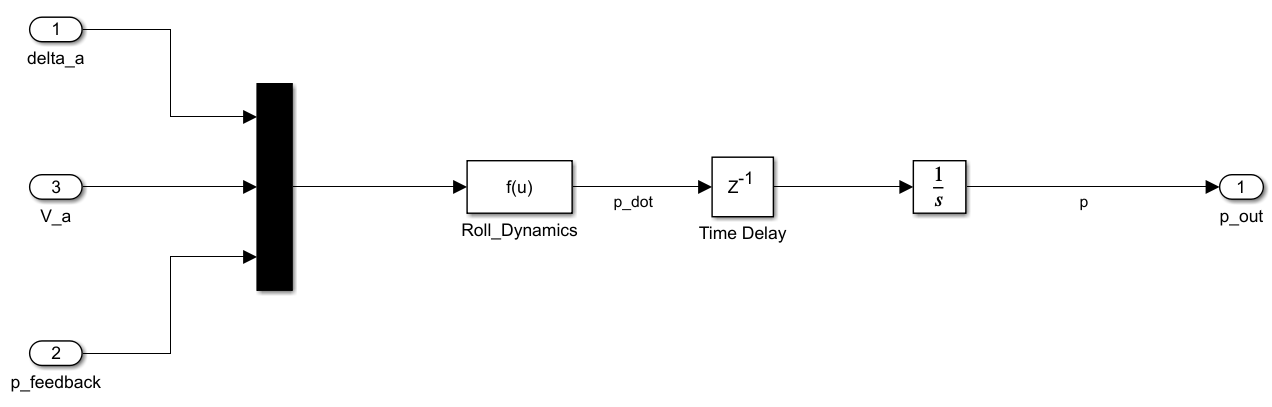 1
delta_a
3
V_a
2
p_feedback
f(u)
Roll_Dynamics
p_dot
Z-1
Time Delay
1
s
p
1
p_out